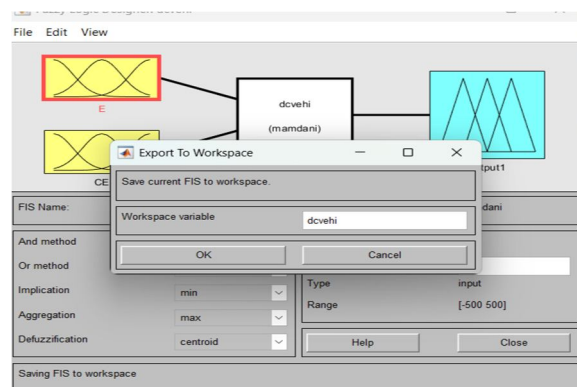 File Edit View
E
dcvehi
(mamdani)
Export To Workspace
CE
Save current FIS to workspace.
FIS Name:
Workspace variable
dcvehi
And method
OK
Cancel
Or method
Implication
min
Type
input
Aggregation
max
Range
[-500 500]
Defuzzification
centroid
Help
Close
Saving FIS to workspace